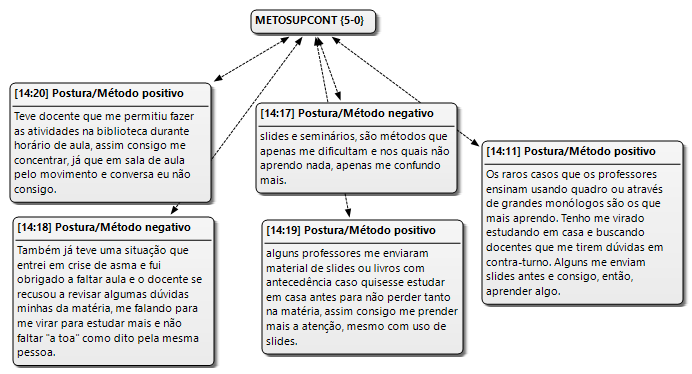 METOSUPCONT {5-0}
[14:20] Postura/Método positivo
Teve docente que me permitiu fazer
as atividades na biblioteca durante
horário de aula, assim consigo me
concentrar, já que em sala de aula
pelo movimento e conversa eu não
consigo.
[14:17] Postura/Método negativo
slides e seminários, são métodos que
apenas me dificultam e nos quais não
aprendo nada, apenas me confundo
mais.
[14:11] Postura/Método positivo
Os raros casos que os professores
ensinam usando quadro ou através
de grandes monólogos são os que
mais aprendo. Tenho me virado
estudando em casa e buscando
docentes que me tirem dúvidas em
contra-turno. Alguns me enviam
slides antes e consigo, então,
aprender algo.
[14:18] Postura/Método negativo
Também já teve uma situação que
entrei em crise de asma e fui
obrigado a faltar aula e o docente se
recusou a revisar algumas dúvidas
minhas da matéria, me falando para
me virar para estudar mais e não
faltar "a toa" como dito pela mesma
pessoa.
[14:19] Postura/Método positivo
alguns professores me enviaram
material de slides ou livros com
antecedência caso quisesse estudar
em casa antes para não perder tanto
na matéria, assim consigo me prender
mais a atenção, mesmo com uso de
slides.